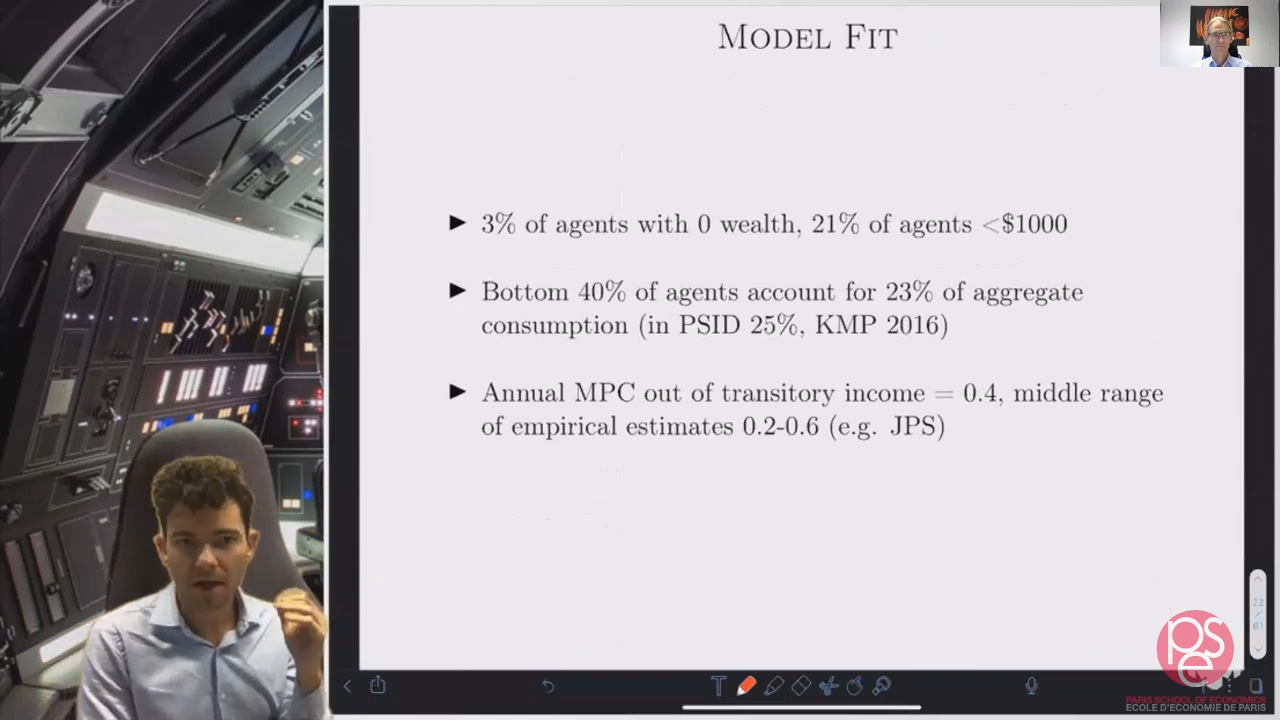 MODEL FIT
3% of agents with 0 wealth, 21% of agents <$1000
Bottom 40% of agents account for 23% of aggregate
consumption (in PSID 25%, KMP 2016)
Annual MPC out of transitory income = 0.4, middle range
of empirical estimates 0.2-0.6 (e.g. JPS)
22
/
61
T
pse
PARIS SCHOOL OF ECONOMICS
ECOLE D'ECONOMIE DE PARIS